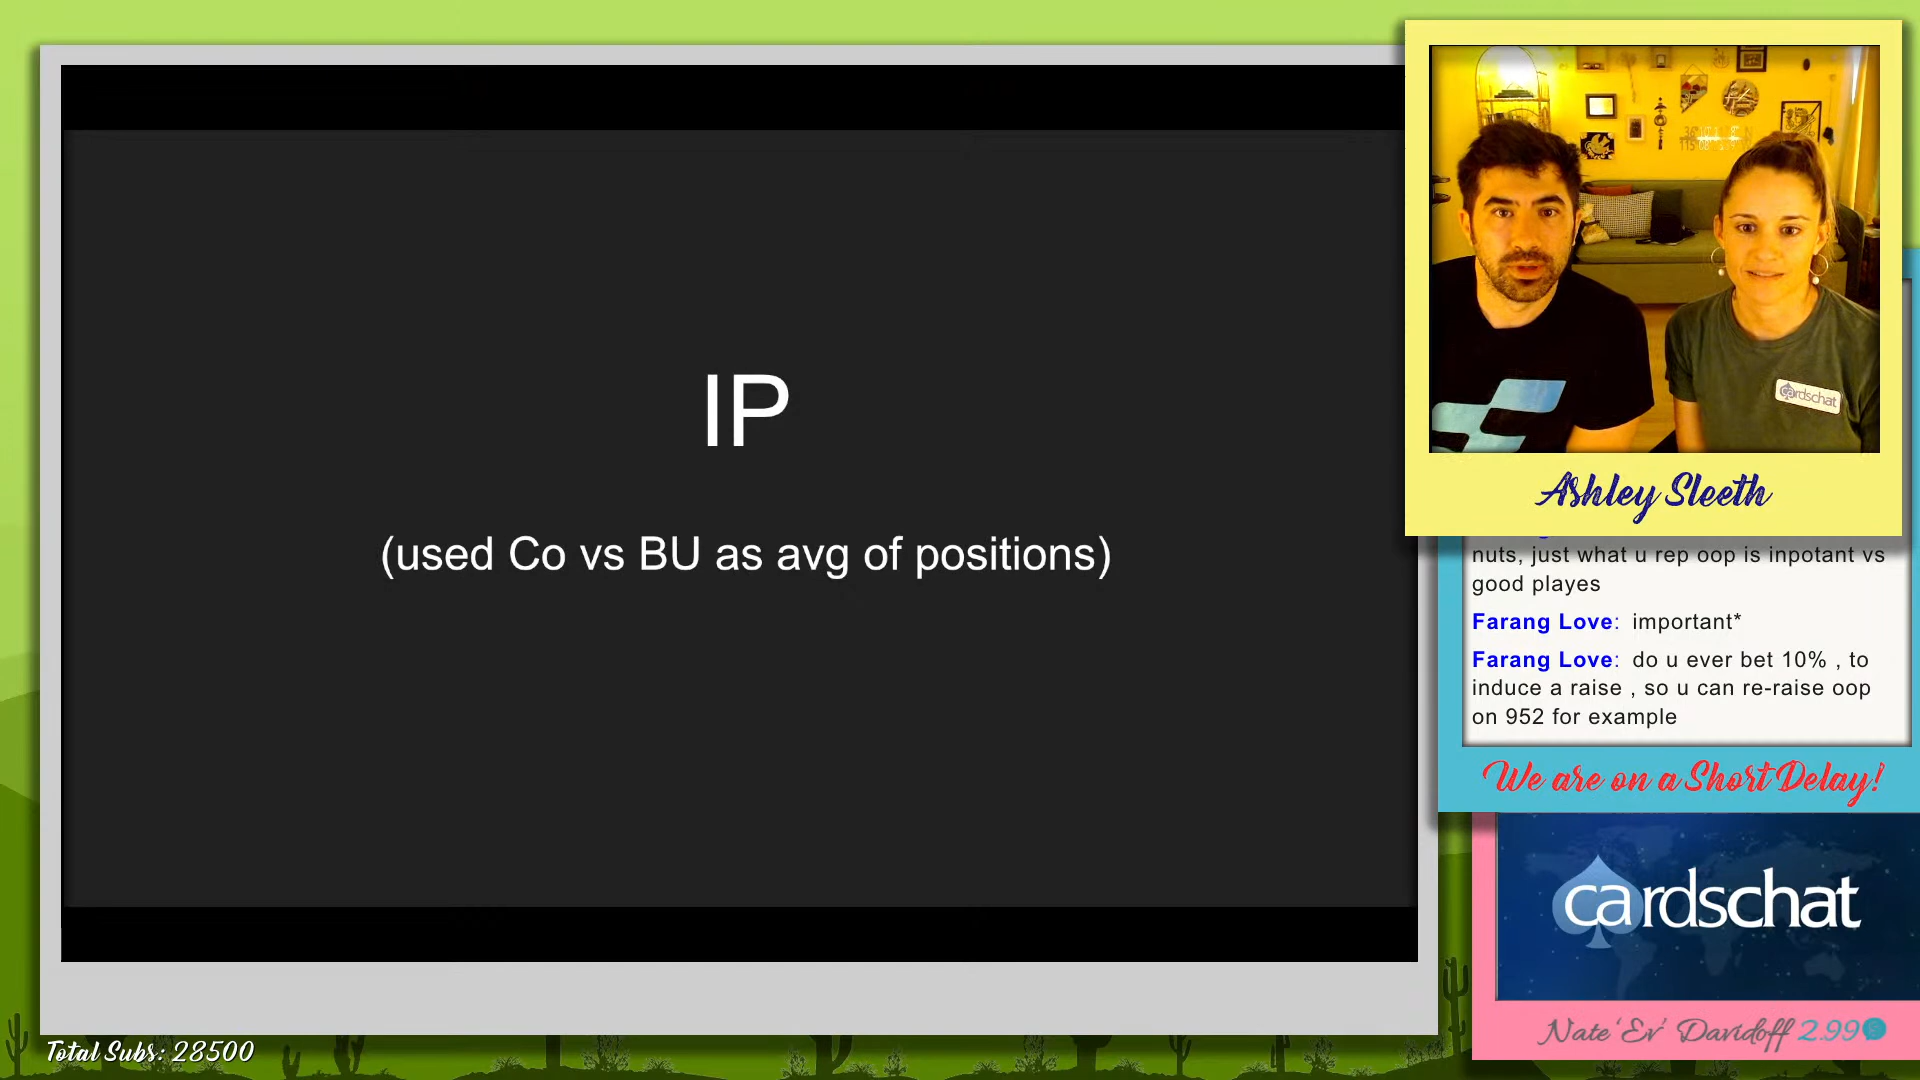 IP
(used Co vs BU as avg of positions)
Ashley Sleeth
cardschat
nuts, just what u rep oop is inpotant vs
good playes
Farang Love: important*
Farang Love: do u ever bet 10% , to
induce a raise , so u can re-raise oop
on 952 for example
We are on a Short Delay!
cardschat
Nate 'Ev' Davidoff 2.99
Total Subs: 28500